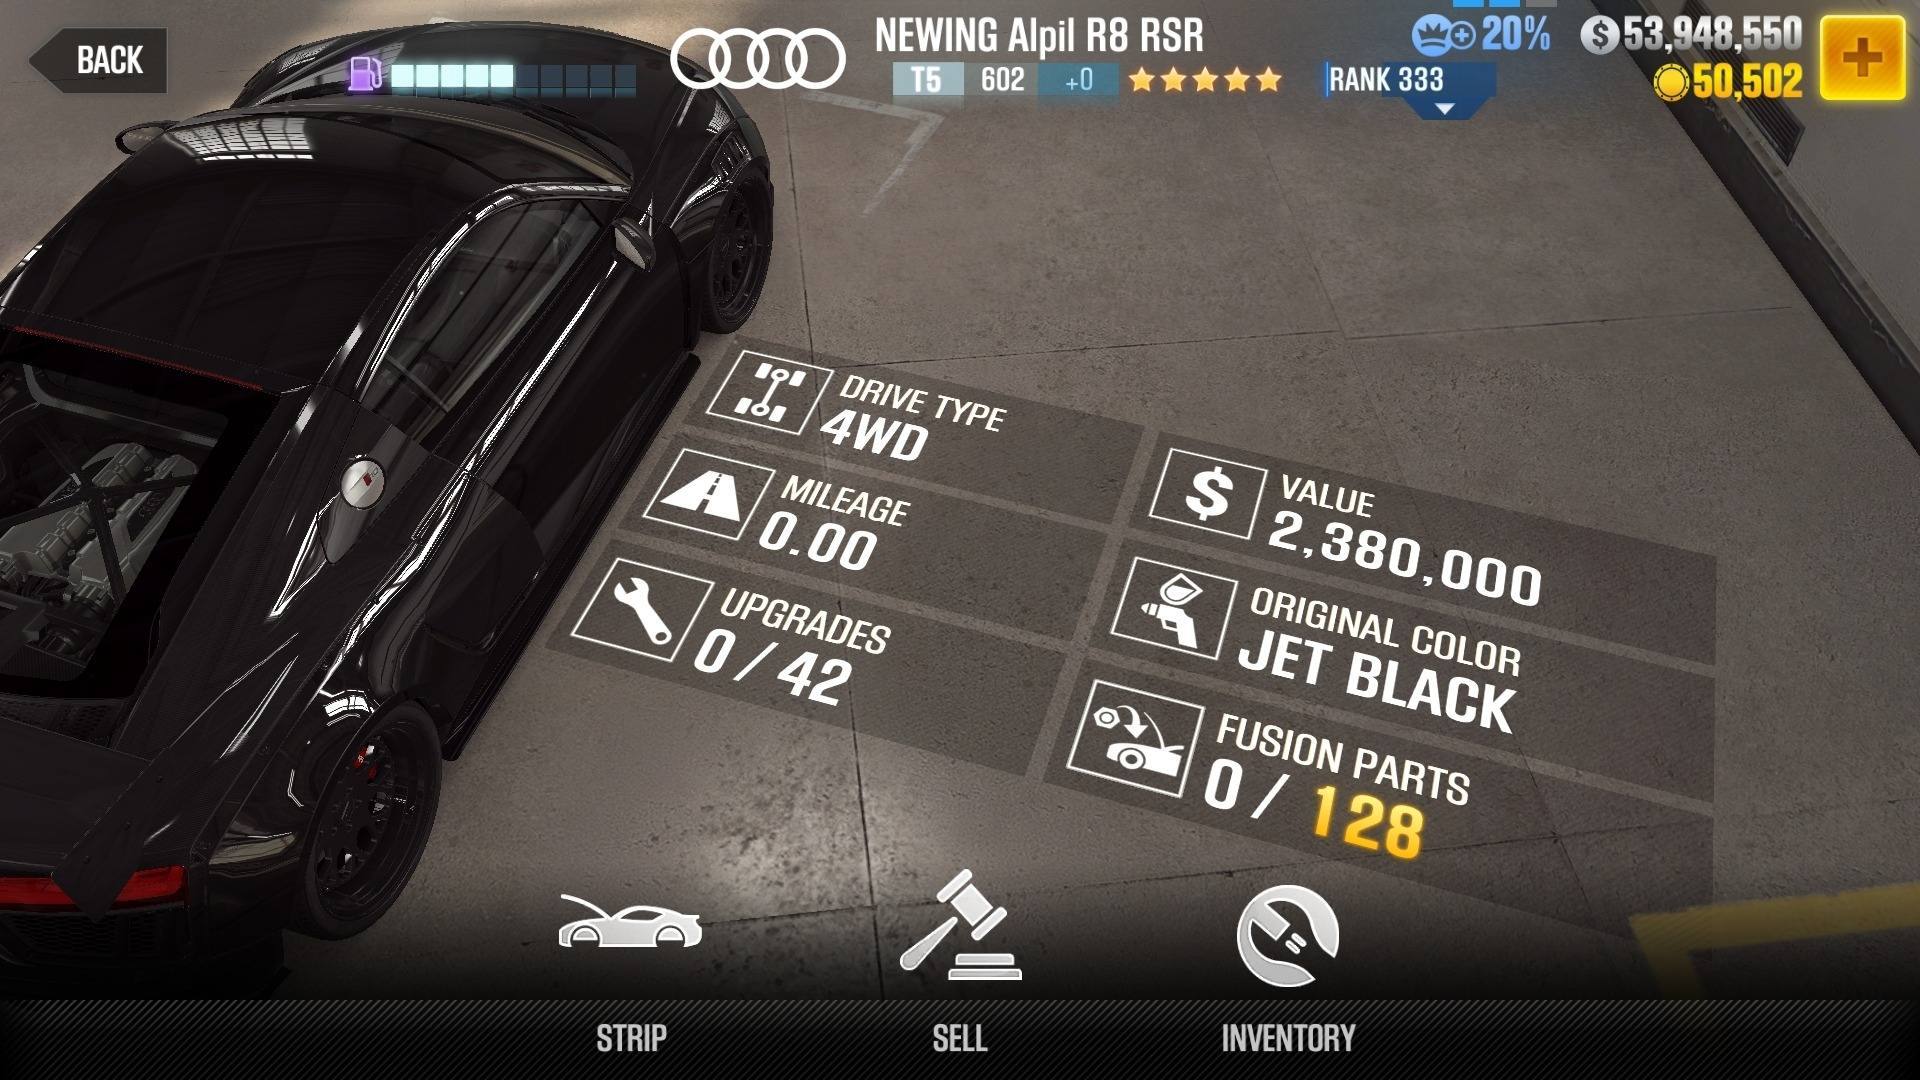 BACK
NEWING Alpil R8 RSR
T5 602 +0
RANK 333
20%
53,948,550
50,502
DRIVE TYPE
4WD
MILEAGE
0.00
UPGRADES
0/42
VALUE
2,380,000
ORIGINAL COLOR
JET BLACK
FUSION PARTS
0/ 128
STRIP
SELL
INVENTORY